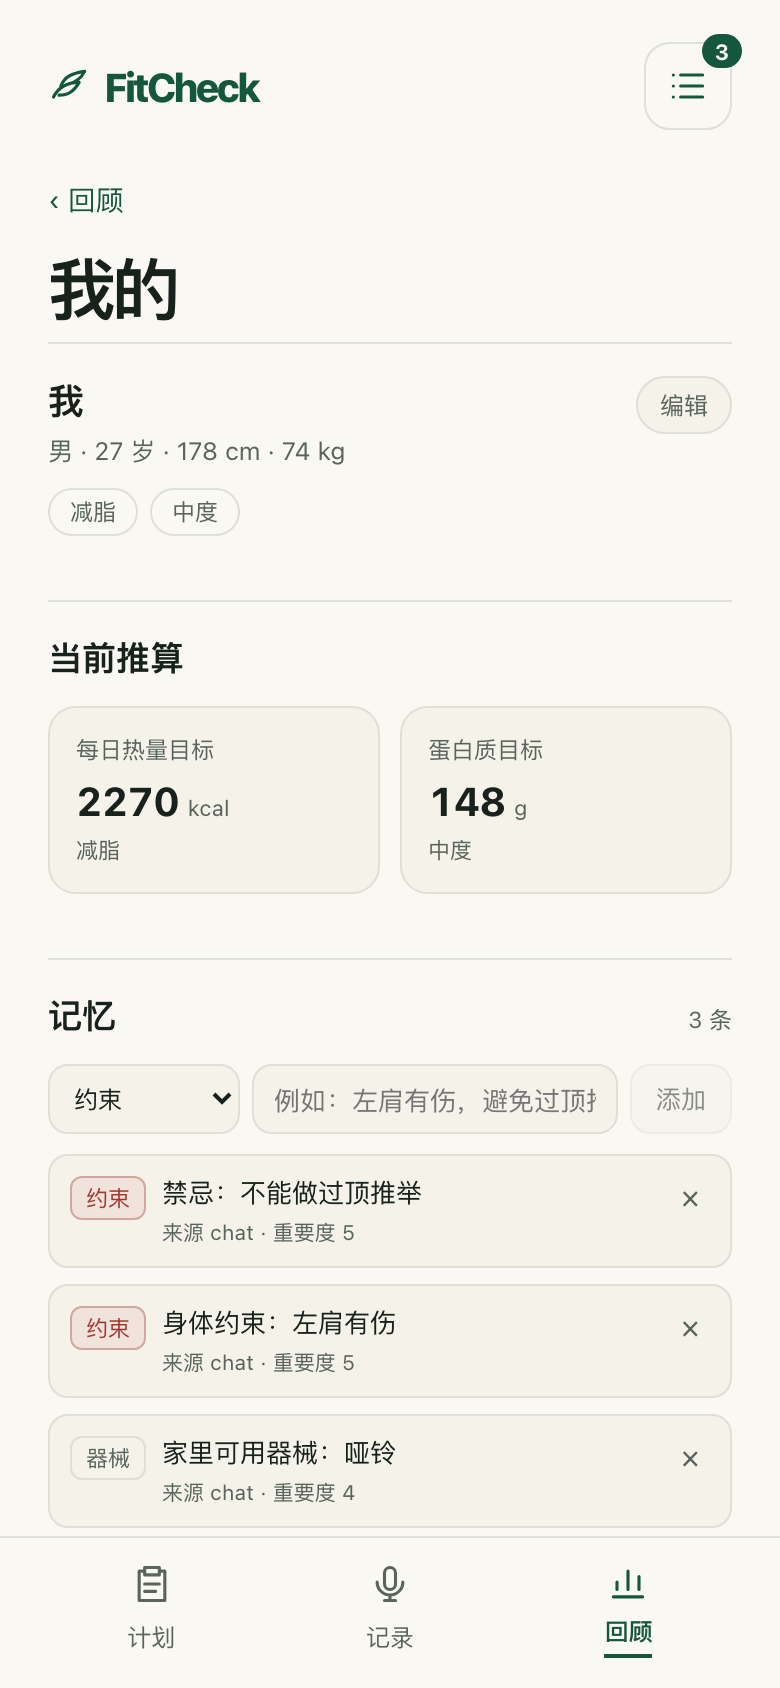 FitCheck
3
‹ 回顾
我的
我
编辑
男 · 27 岁 · 178 cm · 74 kg
减脂
中度
当前推算
每日热量目标
2270 kcal
减脂
蛋白质目标
148 g
中度
记忆
3 条
约束
例如：左肩有伤，避免过顶
添加
约束
禁忌：不能做过顶推举
来源 chat · 重要度 5
×
约束
身体约束：左肩有伤
来源 chat · 重要度 5
×
器械
家里可用器械：哑铃
来源 chat · 重要度 4
×
计划
记录
回顾